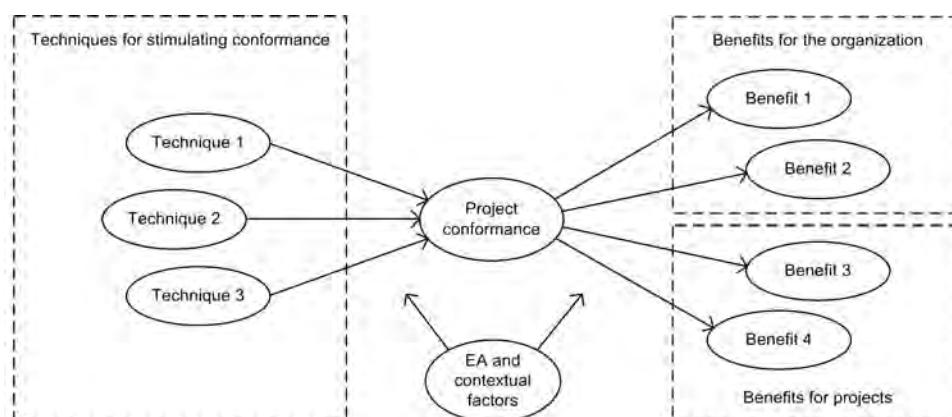 Techniques for stimulating conformance
Technique 1
Technique 2
Technique 3
Project
conformance
EA and
contextual
factors
Benefits for the organization
Benefit 1
Benefit 2
Benefit 3
Benefit 4
Benefits for projects